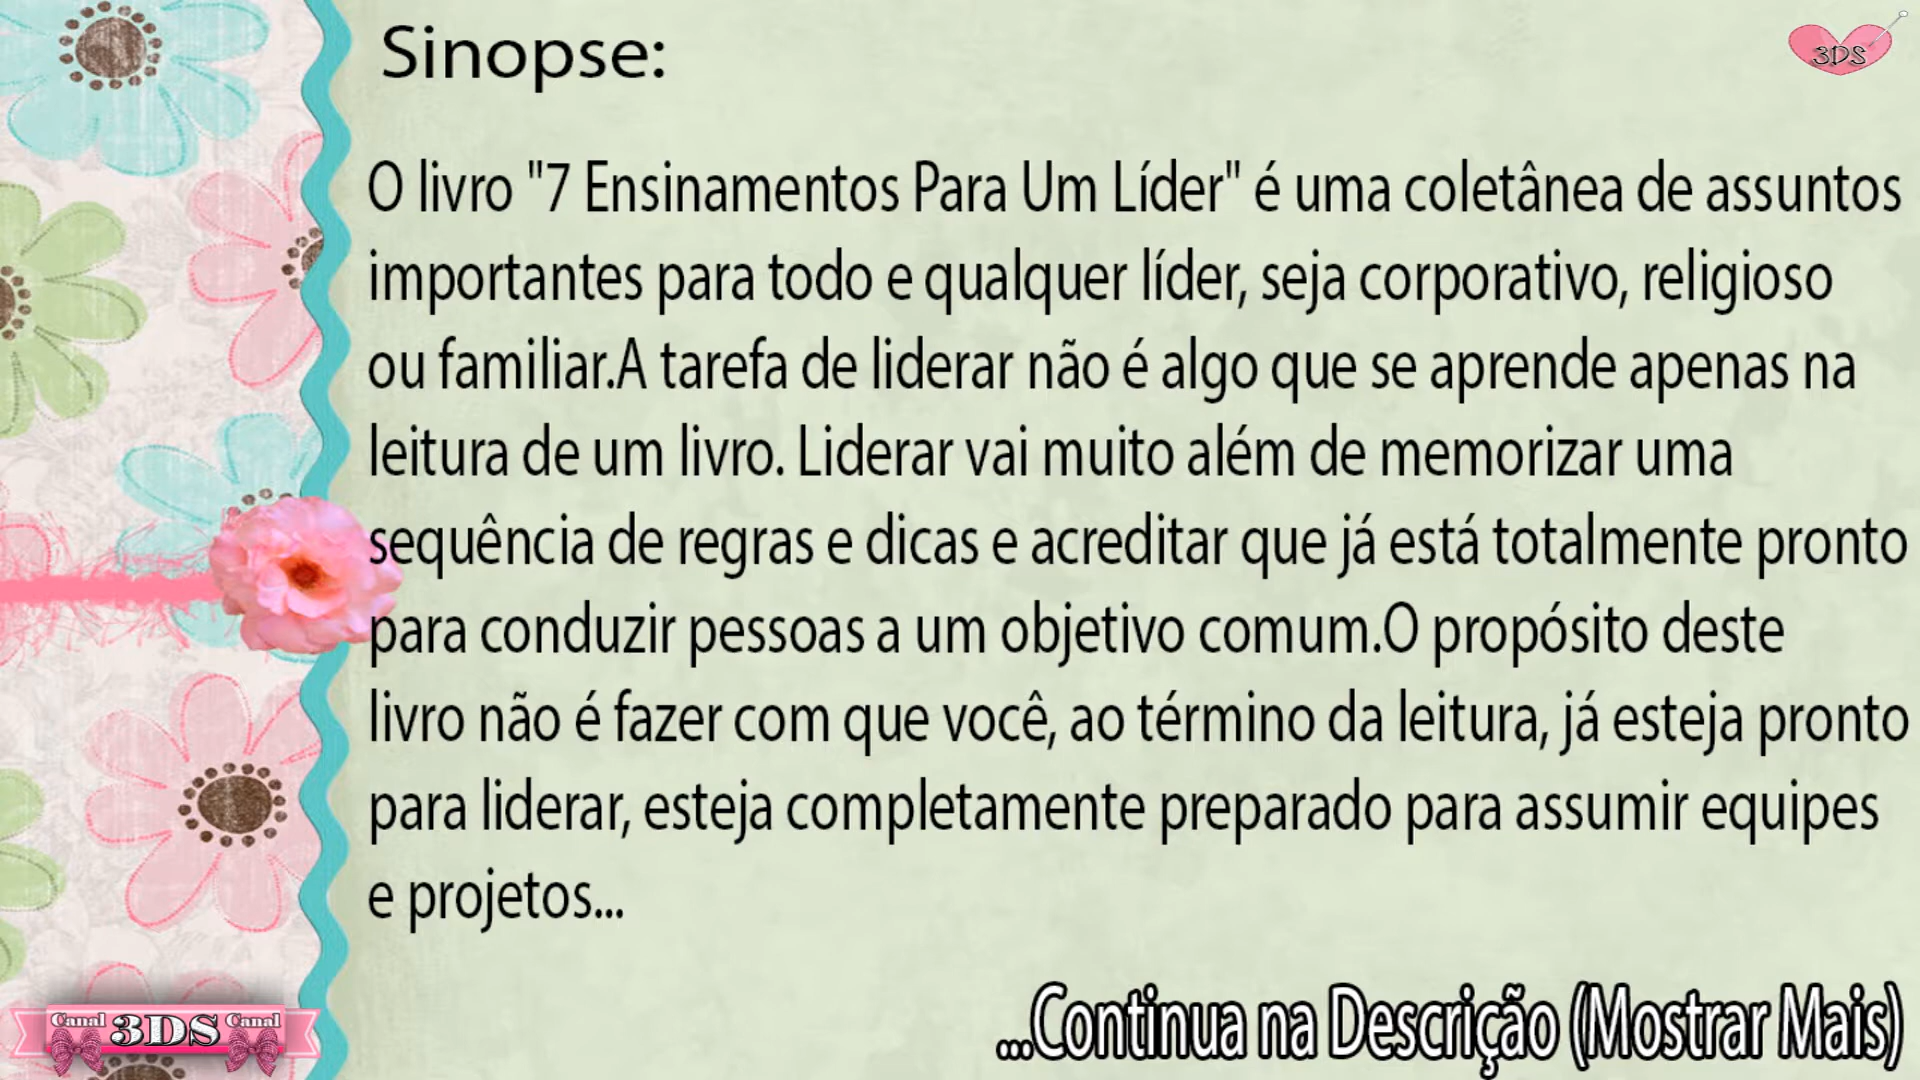 Sinopse:
3DS
O livro "7 Ensinamentos Para Um Líder" é uma coletânea de assuntos
importantes para todo e qualquer líder, seja corporativo, religioso
ou familiar.A tarefa de liderar não é algo que se aprende apenas na
leitura de um livro. Liderar vai muito além de memorizar uma
sequência de regras e dicas e acreditar que já está totalmente pronto
para conduzir pessoas a um objetivo comum.O propósito deste
livro não é fazer com que você, ao término da leitura, já esteja pronto
para liderar, esteja completamente preparado para assumir equipes
e projetos...
...Continua na Descrição (Mostrar Mais)
Canal 3DS Canal